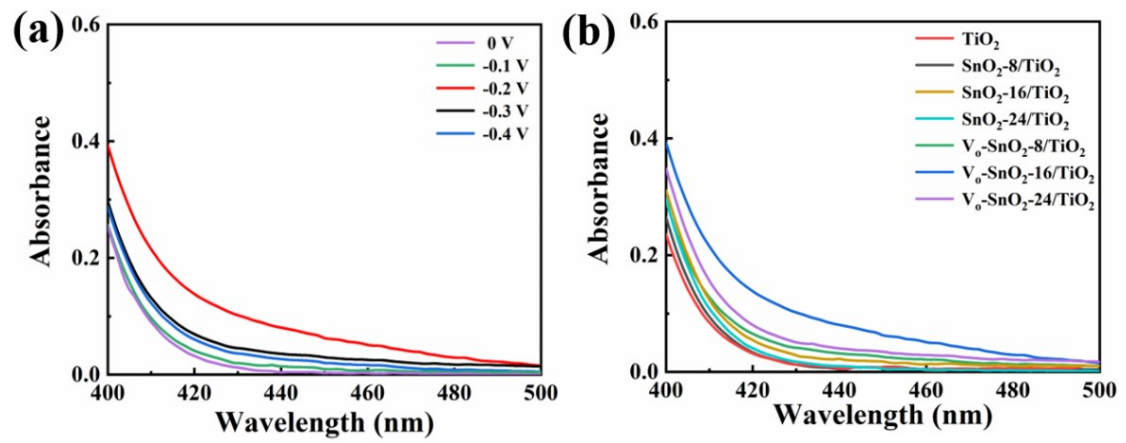 (a)
0.6
0.4
0.2
0.0
Absorbance
0 V
-0.1 V
-0.2 V
-0.3 V
-0.4 V
400 420 440 460 480 500
Wavelength (nm)
(b)
0.6
0.4
0.2
0.0
Absorbance
TiO₂
SnO₂-8/TiO₂
SnO₂-16/TiO₂
SnO₂-24/TiO₂
Vₒ-SnO₂-8/TiO₂
Vₒ-SnO₂-16/TiO₂
Vₒ-SnO₂-24/TiO₂
400 420 440 460 480 500
Wavelength (nm)